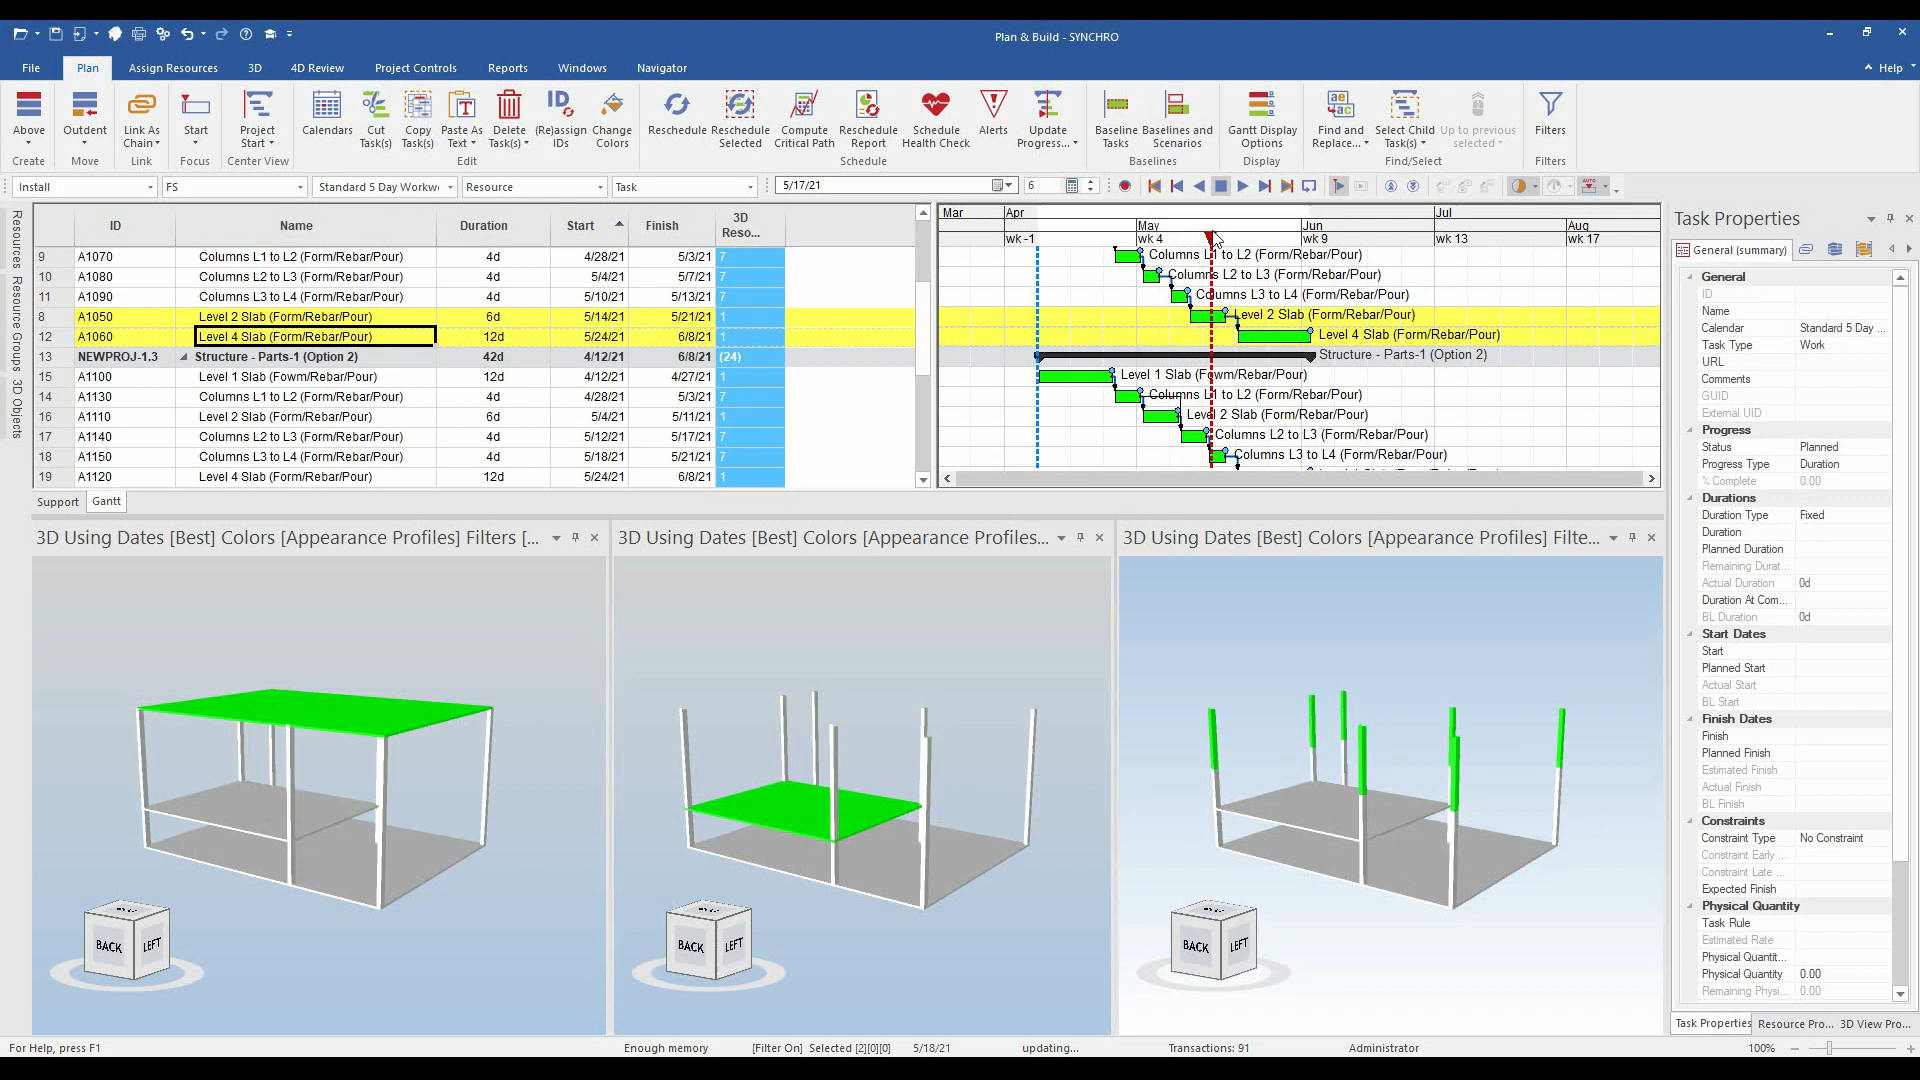 Plan & Build - SYNCHRO
File Plan Assign Resources 3D 4D Review Project Controls Reports Windows Navigator Help
Above Outdent Link As Chain Start Project Start Calendars Cut Task(s) Copy Task(s) Paste As Text Delete Task(s) (Re)assign IDs Change Colors Reschedule Reschedule Selected Compute Critical Path Reschedule Report Schedule Health Check Alerts Update Progress... Baseline Tasks Baselines and Scenarios Gantt Display Options Find and Replace... Select Child Task(s) Up to previous selected Filters
Create Move Link Focus Center View Edit Schedule Baselines Display Find/Select Filters
Install FS Standard 5 Day Workw Resource Task 5/17/21 6
Resources
Resource Groups
3D Objects
ID Name Duration Start Finish 3D Reso...
9 A1070 Columns L1 to L2 (Form/Rebar/Pour) 4d 4/28/21 5/3/21 7
10 A1080 Columns L2 to L3 (Form/Rebar/Pour) 4d 5/4/21 5/7/21 7
11 A1090 Columns L3 to L4 (Form/Rebar/Pour) 4d 5/10/21 5/13/21 7
8 A1050 Level 2 Slab (Form/Rebar/Pour) 6d 5/14/21 5/21/21 1
12 A1060 Level 4 Slab (Form/Rebar/Pour) 12d 5/24/21 6/8/21 1
13 NEWPROJ-1.3 Structure - Parts-1 (Option 2) 42d 4/12/21 6/8/21 (24)
15 A1100 Level 1 Slab (Fowm/Rebar/Pour) 12d 4/12/21 4/27/21 1
14 A1130 Columns L1 to L2 (Form/Rebar/Pour) 4d 4/28/21 5/3/21 7
16 A1110 Level 2 Slab (Form/Rebar/Pour) 6d 5/4/21 5/11/21 1
17 A1140 Columns L2 to L3 (Form/Rebar/Pour) 4d 5/12/21 5/17/21 7
18 A1150 Columns L3 to L4 (Form/Rebar/Pour) 4d 5/18/21 5/21/21 7
19 A1120 Level 4 Slab (Form/Rebar/Pour) 12d 5/24/21 6/8/21 1
Support Gantt
Mar Apr Jul
May Jun Aug
wk -1 wk 4 wk 9 wk 13 wk 17
Columns L1 to L2 (Form/Rebar/Pour)
Columns L2 to L3 (Form/Rebar/Pour)
Columns L3 to L4 (Form/Rebar/Pour)
Level 2 Slab (Form/Rebar/Pour)
Level 4 Slab (Form/Rebar/Pour)
Structure - Parts-1 (Option 2)
Level 1 Slab (Fowm/Rebar/Pour)
Columns L1 to L2 (Form/Rebar/Pour)
Level 2 Slab (Form/Rebar/Pour)
Columns L2 to L3 (Form/Rebar/Pour)
Columns L3 to L4 (Form/Rebar/Pour)
3D Using Dates [Best] Colors [Appearance Profiles] Filters [...
BACK LEFT
3D Using Dates [Best] Colors [Appearance Profiles...
BACK LEFT
3D Using Dates [Best] Colors [Appearance Profiles] Filte...
BACK LEFT
Task Properties
General (summary)
General
ID
Name
Calendar Standard 5 Day ...
Task Type Work
URL
Comments
GUID
External UID
Progress
Status Planned
Progress Type Duration
% Complete 0.00
Durations
Duration Type Fixed
Duration
Planned Duration
Remaining Durat...
Actual Duration 0d
Duration At Com...
BL Duration 0d
Start Dates
Start
Planned Start
Actual Start
BL Start
Finish Dates
Finish
Planned Finish
Estimated Finish
Actual Finish
BL Finish
Constraints
Constraint Type No Constraint
Constraint Early ...
Constraint Late ...
Expected Finish
Physical Quantity
Task Rule
Estimated Rate
Physical Quantit...
Physical Quantity 0.00
Remaining Physi... 0.00
Task Properties Resource Pro... 3D View Pro...
For Help, press F1 Enough memory [Filter On] Selected [2][0][0] 5/18/21 updating... Transactions: 91 Administrator 100%